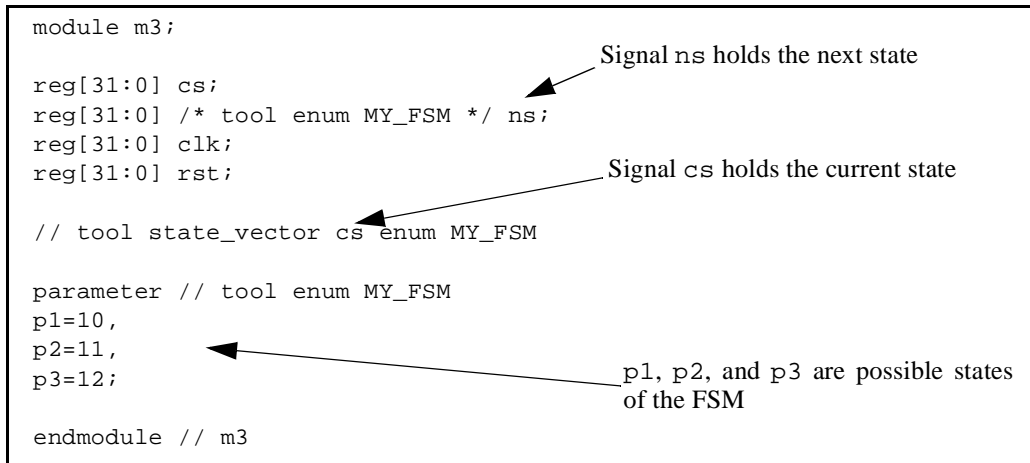 module m3;
Signal ns holds the next state
reg[31:0] cs;
reg[31:0] /* tool enum MY_FSM */ ns;
reg[31:0] clk;
reg[31:0] rst;
Signal cs holds the current state
// tool state_vector cs enum MY_FSM
parameter // tool enum MY_FSM
p1=10,
p2=11,
p3=12;
p1, p2, and p3 are possible states
of the FSM
endmodule // m3